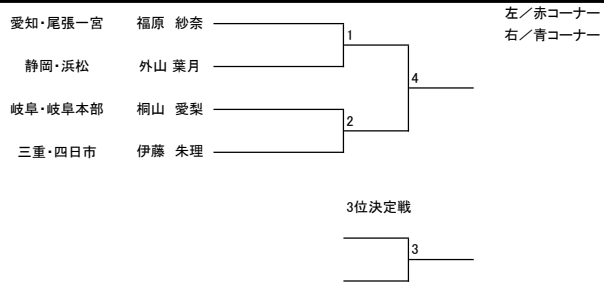 左／赤コーナー
右／青コーナー
愛知・尾張一宮 福原 紗奈
1
静岡・浜松 外山 葉月
4
岐阜・岐阜本部 桐山 愛梨
2
三重・四日市 伊藤 朱理
3位決定戦
3